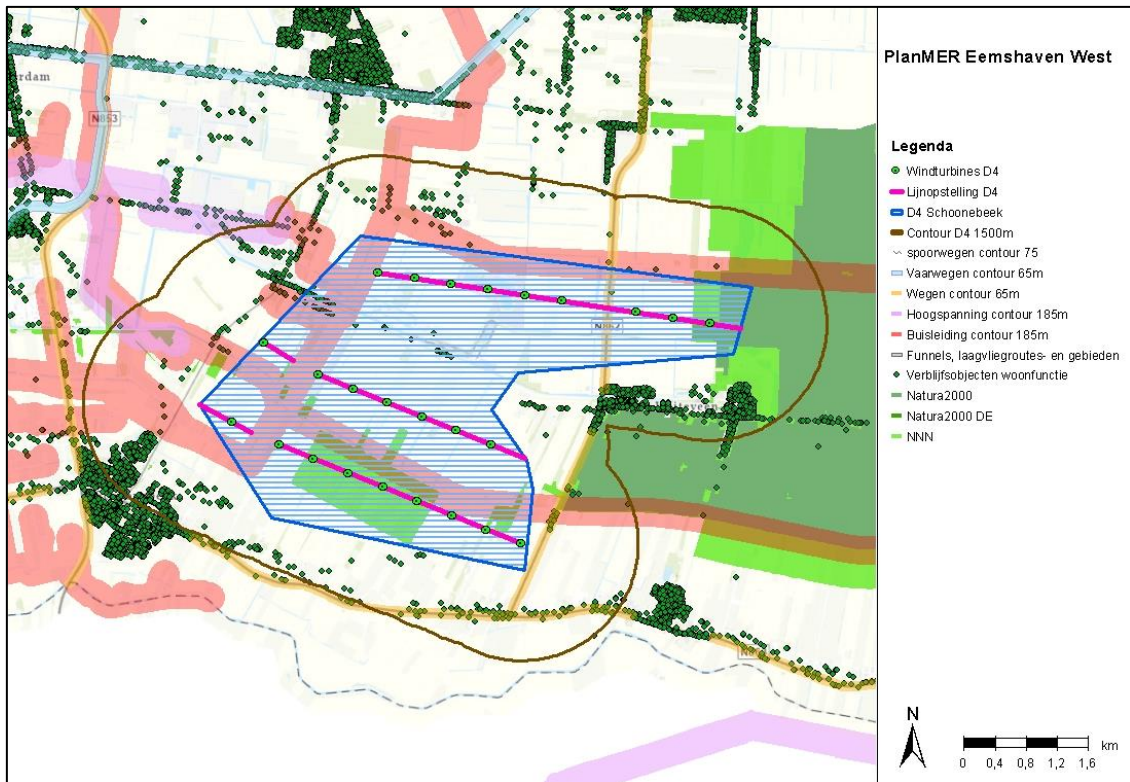 PlanMER Eemshaven West
Legenda
Windturbines D4
Lijnopstelling D4
D4 Schoonebeek
Contour D4 1500m
spoorwegen contour 75
Vaarwegen contour 65m
Wegen contour 65m
Hoogspanning contour 185m
Buisleiding contour 185m
Funnels, laagvliegroutes- en gebieden
Verblijfsobjecten woonfunctie
Natura2000
Natura2000 DE
NNN
N
0 0,4 0,8 1,2 1,6 km
rdam
N853
N862